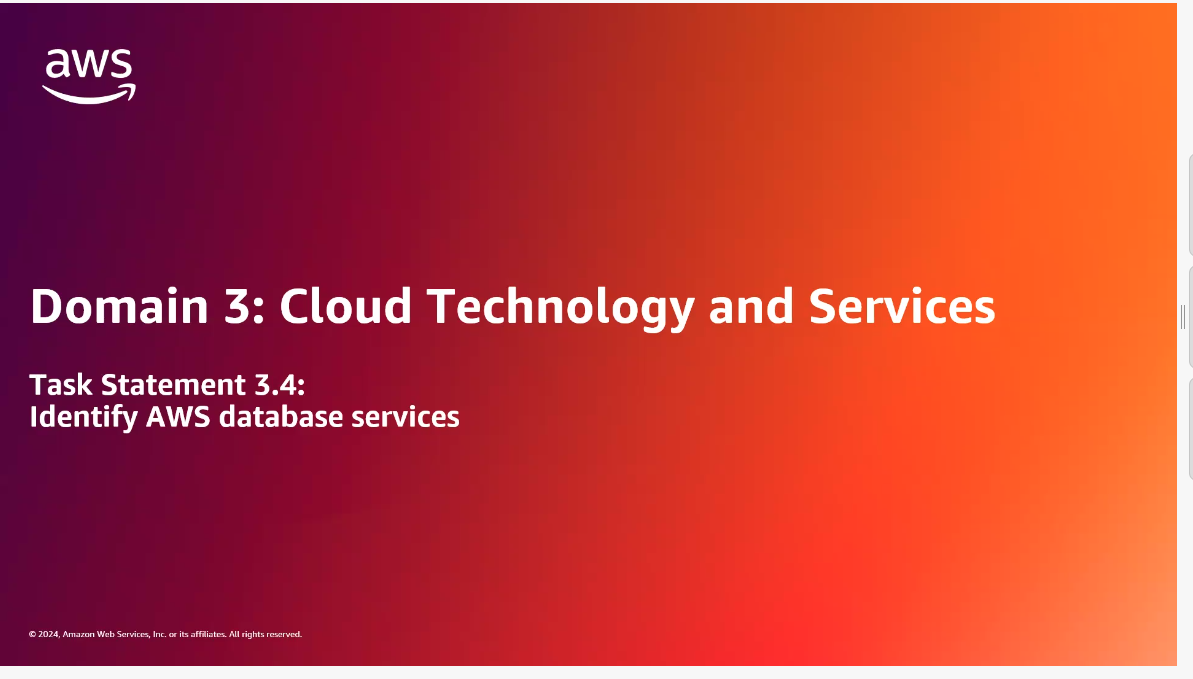 aws
Domain 3: Cloud Technology and Services
Task Statement 3.4:
Identify AWS database services
© 2024, Amazon Web Services, Inc. or its affiliates. All rights reserved.